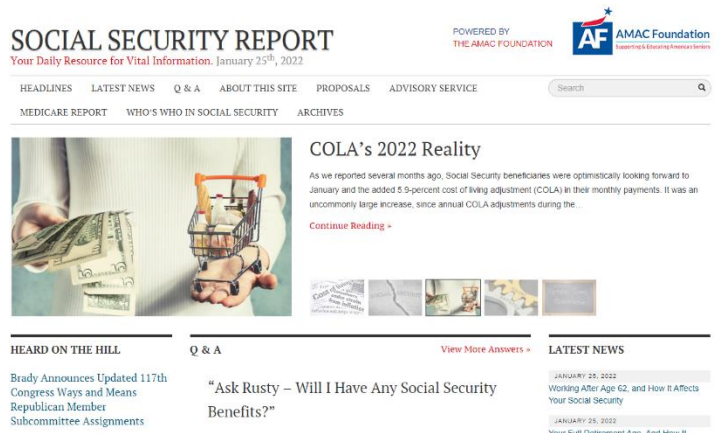 SOCIAL SECURITY REPORT
Your Daily Resource for Vital Information. January 25th, 2022
POWERED BY
THE AMAC FOUNDATION
AF
AMAC Foundation
Supporting & Educating America's Seniors
HEADLINES LATEST NEWS Q & A ABOUT THIS SITE PROPOSALS ADVISORY SERVICE
Search
MEDICARE REPORT WHO'S WHO IN SOCIAL SECURITY ARCHIVES
COLA's 2022 Reality
As we reported several months ago, Social Security beneficiaries were optimistically looking forward to
January and the added 5.9-percent cost of living adjustment (COLA) in their monthly payments. It was an
uncommonly large increase, since annual COLA adjustments during the…
Continue Reading »
HEARD ON THE HILL
Brady Announces Updated 117th
Congress Ways and Means
Republican Member
Subcommittee Assignments
Q & A
View More Answers »
“Ask Rusty – Will I Have Any Social Security
Benefits?”
LATEST NEWS
JANUARY 25, 2022
Working After Age 62, and How It Affects
Your Social Security
JANUARY 25, 2022
Your Full Retirement Age, And How It